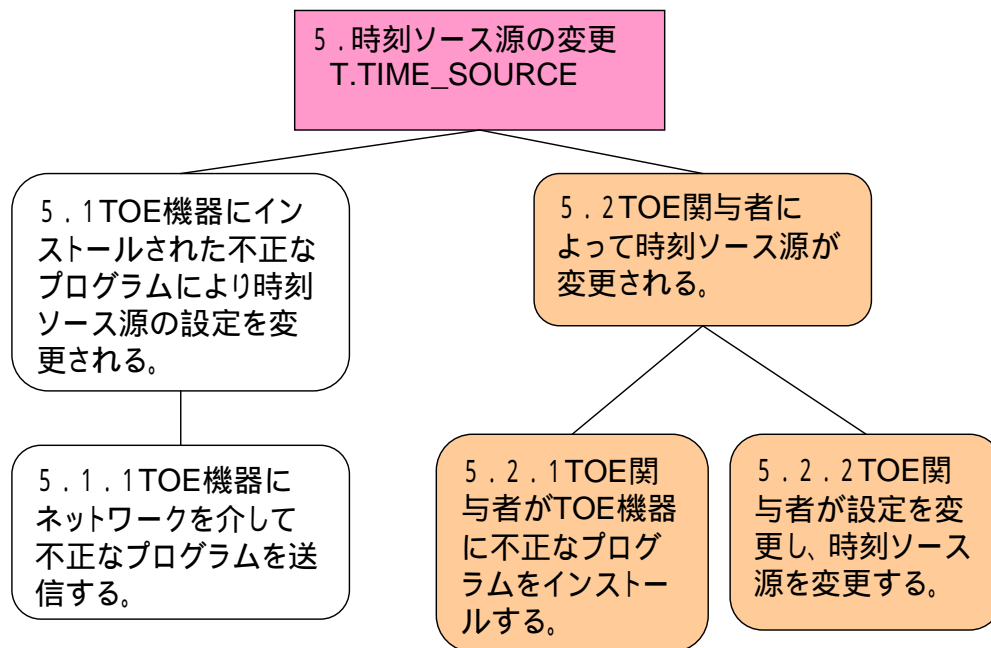 ５．時刻ソース源の変更
T.TIME_SOURCE
５．１TOE機器にイン
ストールされた不正な
プログラムにより時刻
ソース源の設定を変
更される。
５．２TOE関与者に
よって時刻ソース源が
変更される。
５．１．１TOE機器に
ネットワークを介して
不正なプログラムを送
信する。
５．２．１TOE関
与者がTOE機器
に不正なプログ
ラムをインストー
ルする。
５．２．２TOE関
与者が設定を変
更し、時刻ソース
源を変更する。